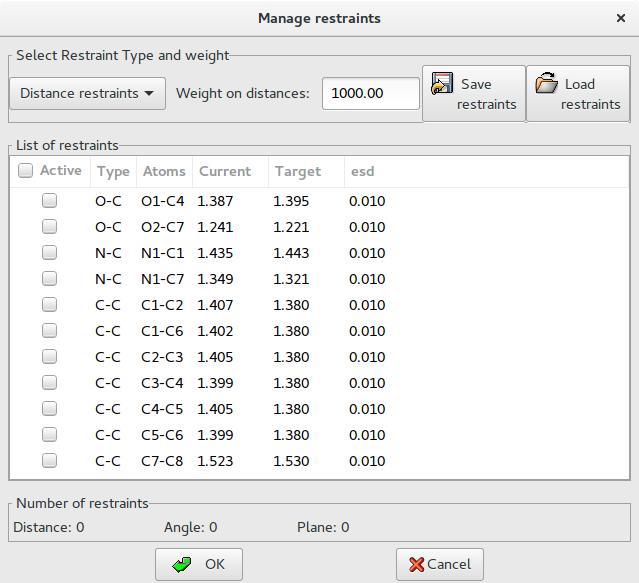 Manage restraints
Select Restraint Type and weight
Distance restraints Weight on distances: 1000.00 Save restraints Load restraints
List of restraints
Active Type Atoms Current Target esd
O-C O1-C4 1.387 1.395 0.010
O-C O2-C7 1.241 1.221 0.010
N-C N1-C1 1.435 1.443 0.010
N-C N1-C7 1.349 1.321 0.010
C-C C1-C2 1.407 1.380 0.010
C-C C1-C6 1.402 1.380 0.010
C-C C2-C3 1.405 1.380 0.010
C-C C3-C4 1.399 1.380 0.010
C-C C4-C5 1.405 1.380 0.010
C-C C5-C6 1.399 1.380 0.010
C-C C7-C8 1.523 1.530 0.010
Number of restraints
Distance: 0 Angle: 0 Plane: 0
OK Cancel